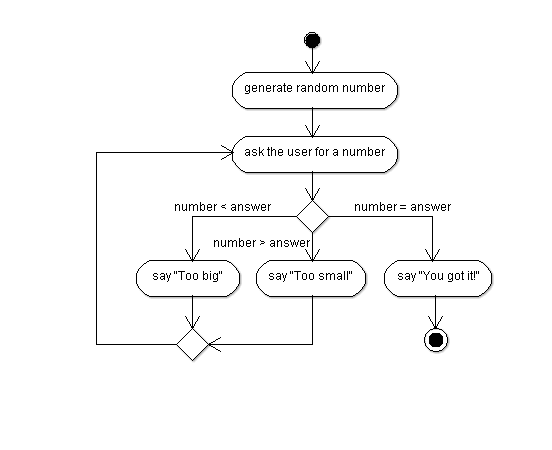 generate random number
ask the user for a number
number < answer
number = answer
number > answer
say "Too big"
say "Too small"
say "You got it!"